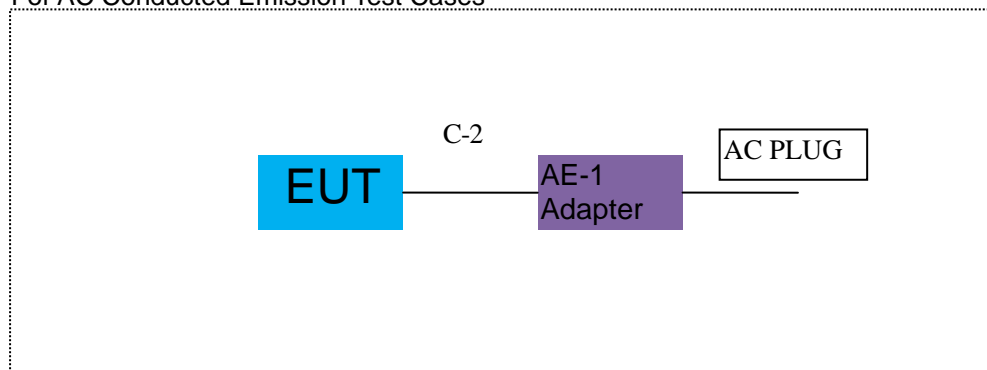 For AC Conducted Emission Test Cases
C-2
AC PLUG
EUT
AE-1
Adapter